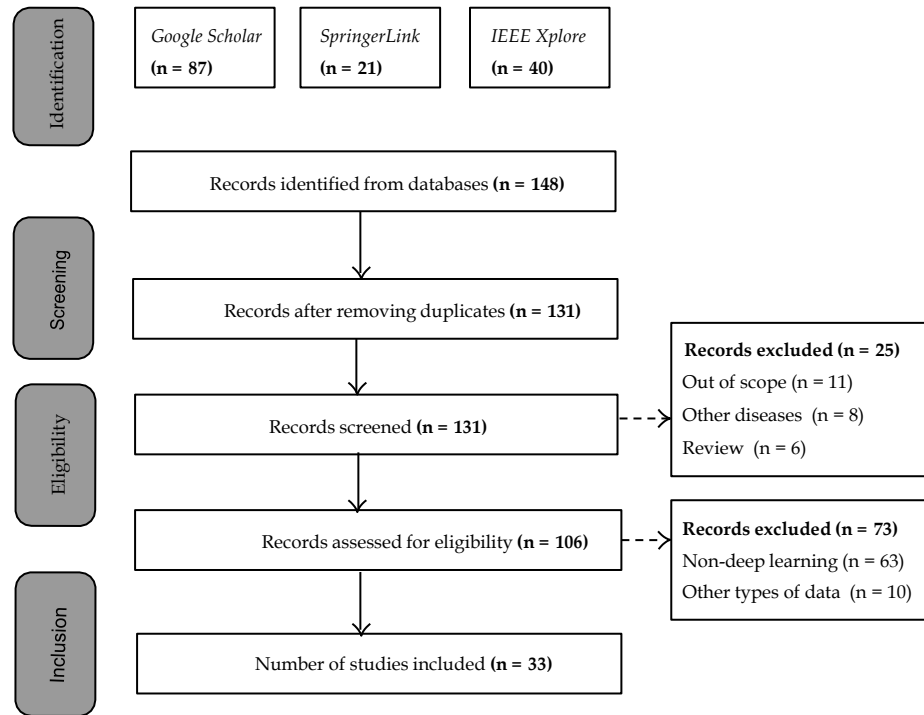 Identification
Google Scholar
(n = 87)
SpringerLink
(n = 21)
IEEE Xplore
(n = 40)
Records identified from databases (n = 148)
Screening
Records after removing duplicates (n = 131)
Eligibility
Records screened (n = 131)
Records excluded (n = 25)
Out of scope (n = 11)
Other diseases (n = 8)
Review (n = 6)
Records assessed for eligibility (n = 106)
Records excluded (n = 73)
Non-deep learning (n = 63)
Other types of data (n = 10)
Inclusion
Number of studies included (n = 33)